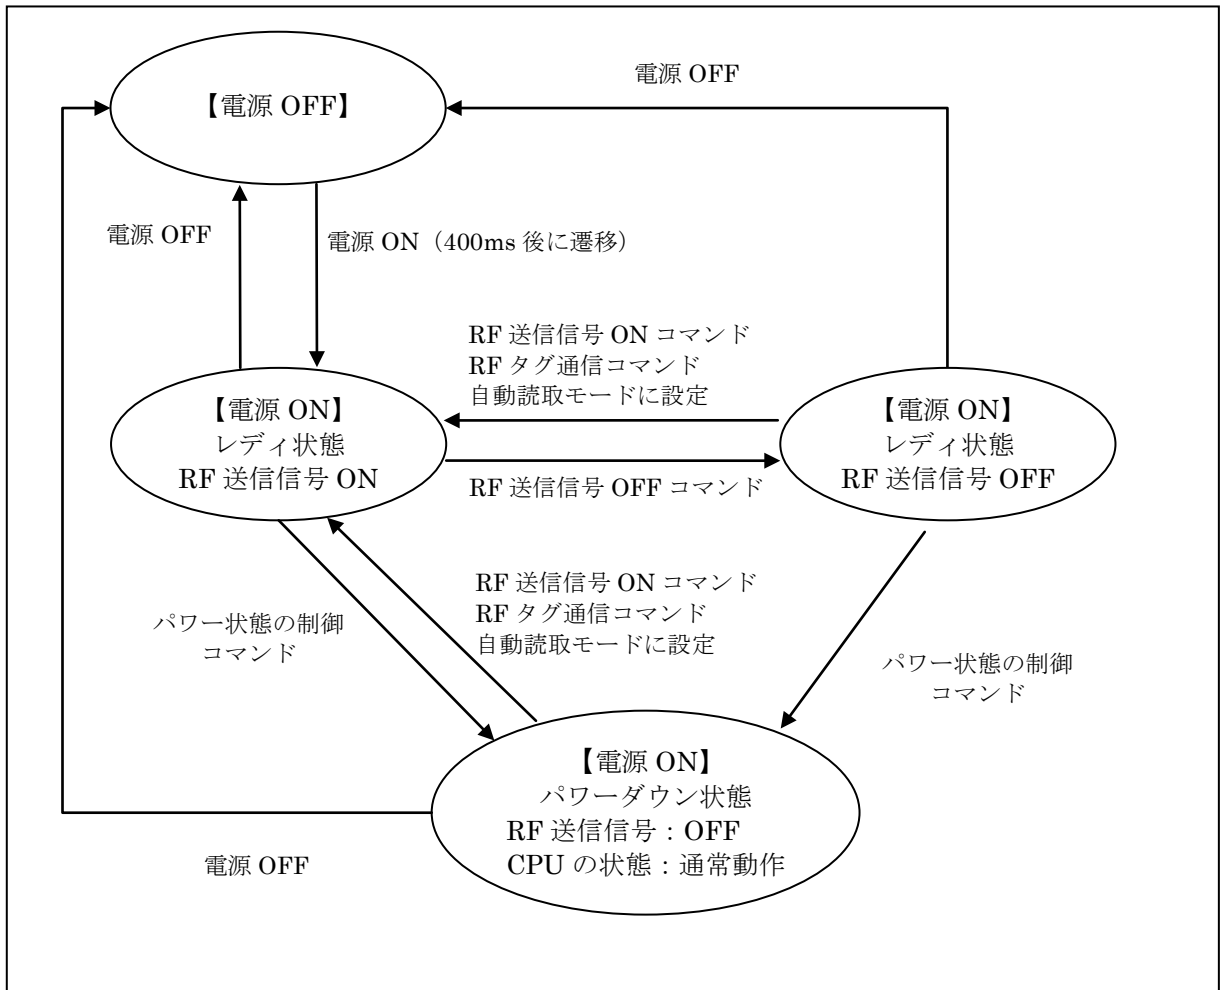 電源 OFF
【電源 OFF】
電源 OFF
電源 ON（400ms 後に遷移）
RF 送信信号 ON コマンド
RF タグ通信コマンド
自動読取モードに設定
【電源 ON】
レディ状態
RF 送信信号 ON
【電源 ON】
レディ状態
RF 送信信号 OFF
RF 送信信号 OFF コマンド
RF 送信信号 ON コマンド
RF タグ通信コマンド
自動読取モードに設定
パワー状態の制御
コマンド
パワー状態の制御
コマンド
【電源 ON】
パワーダウン状態
RF 送信信号：OFF
CPU の状態：通常動作
電源 OFF